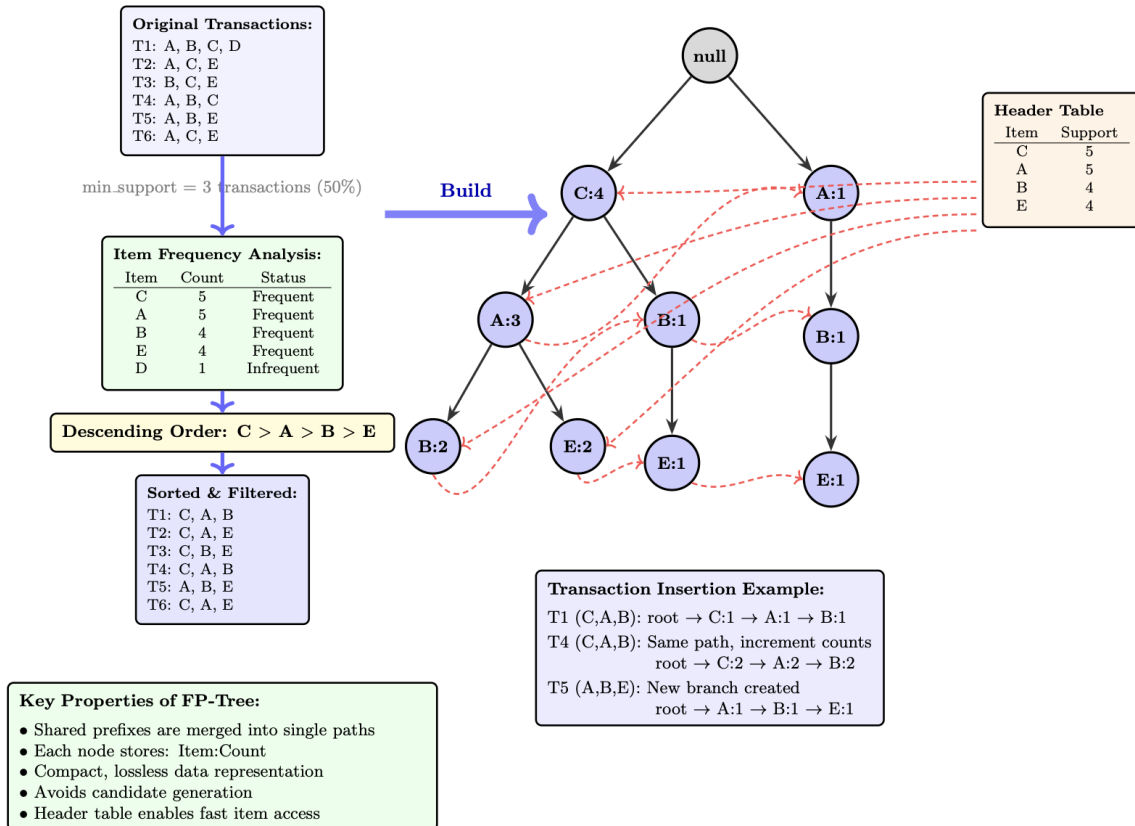 Original Transactions:
T1: A, B, C, D
T2: A, C, E
T3: B, C, E
T4: A, B, C
T5: A, B, E
T6: A, C, E
min_support = 3 transactions (50%)
Item Frequency Analysis:
Item Count Status
C 5 Frequent
A 5 Frequent
B 4 Frequent
E 4 Frequent
D 1 Infrequent
Descending Order: C > A > B > E
Sorted & Filtered:
T1: C, A, B
T2: C, A, E
T3: C, B, E
T4: C, A, B
T5: A, B, E
T6: C, A, E
Build
null
C:4
A:1
A:3
B:1
B:1
B:2
E:2
E:1
E:1
Header Table
Item Support
C 5
A 5
B 4
E 4
Transaction Insertion Example:
T1 (C,A,B): root → C:1 → A:1 → B:1
T4 (C,A,B): Same path, increment counts
root → C:2 → A:2 → B:2
T5 (A,B,E): New branch created
root → A:1 → B:1 → E:1
Key Properties of FP-Tree:
• Shared prefixes are merged into single paths
• Each node stores: Item:Count
• Compact, lossless data representation
• Avoids candidate generation
• Header table enables fast item access